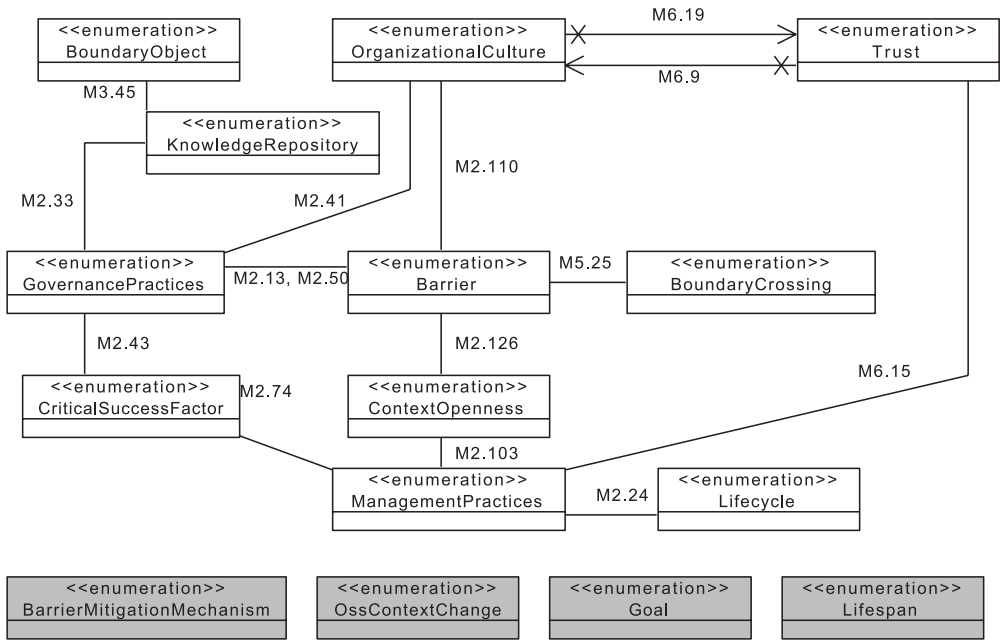 <<enumeration>>
BoundaryObject
<<enumeration>>
OrganizationalCulture
M6.19
M6.9
<<enumeration>>
Trust
M3.45
<<enumeration>>
KnowledgeRepository
M2.33
M2.41
M2.110
<<enumeration>>
GovernancePractices
M2.13, M2.50
<<enumeration>>
Barrier
M5.25
<<enumeration>>
BoundaryCrossing
M2.43
M2.126
M6.15
<<enumeration>>
CriticalSuccessFactor
M2.74
<<enumeration>>
ContextOpenness
M2.103
<<enumeration>>
ManagementPractices
M2.24
<<enumeration>>
Lifecycle
<<enumeration>>
BarrierMitigationMechanism
<<enumeration>>
OssContextChange
<<enumeration>>
Goal
<<enumeration>>
Lifespan